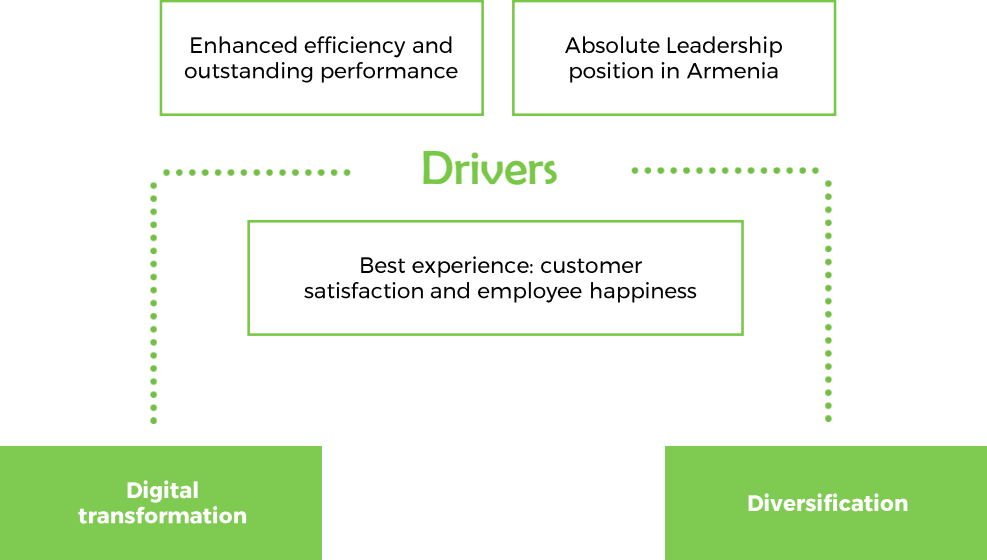 Enhanced efficiency and
outstanding performance
Absolute Leadership
position in Armenia
Drivers
Best experience: customer
satisfaction and employee happiness
Digital
transformation
Diversification